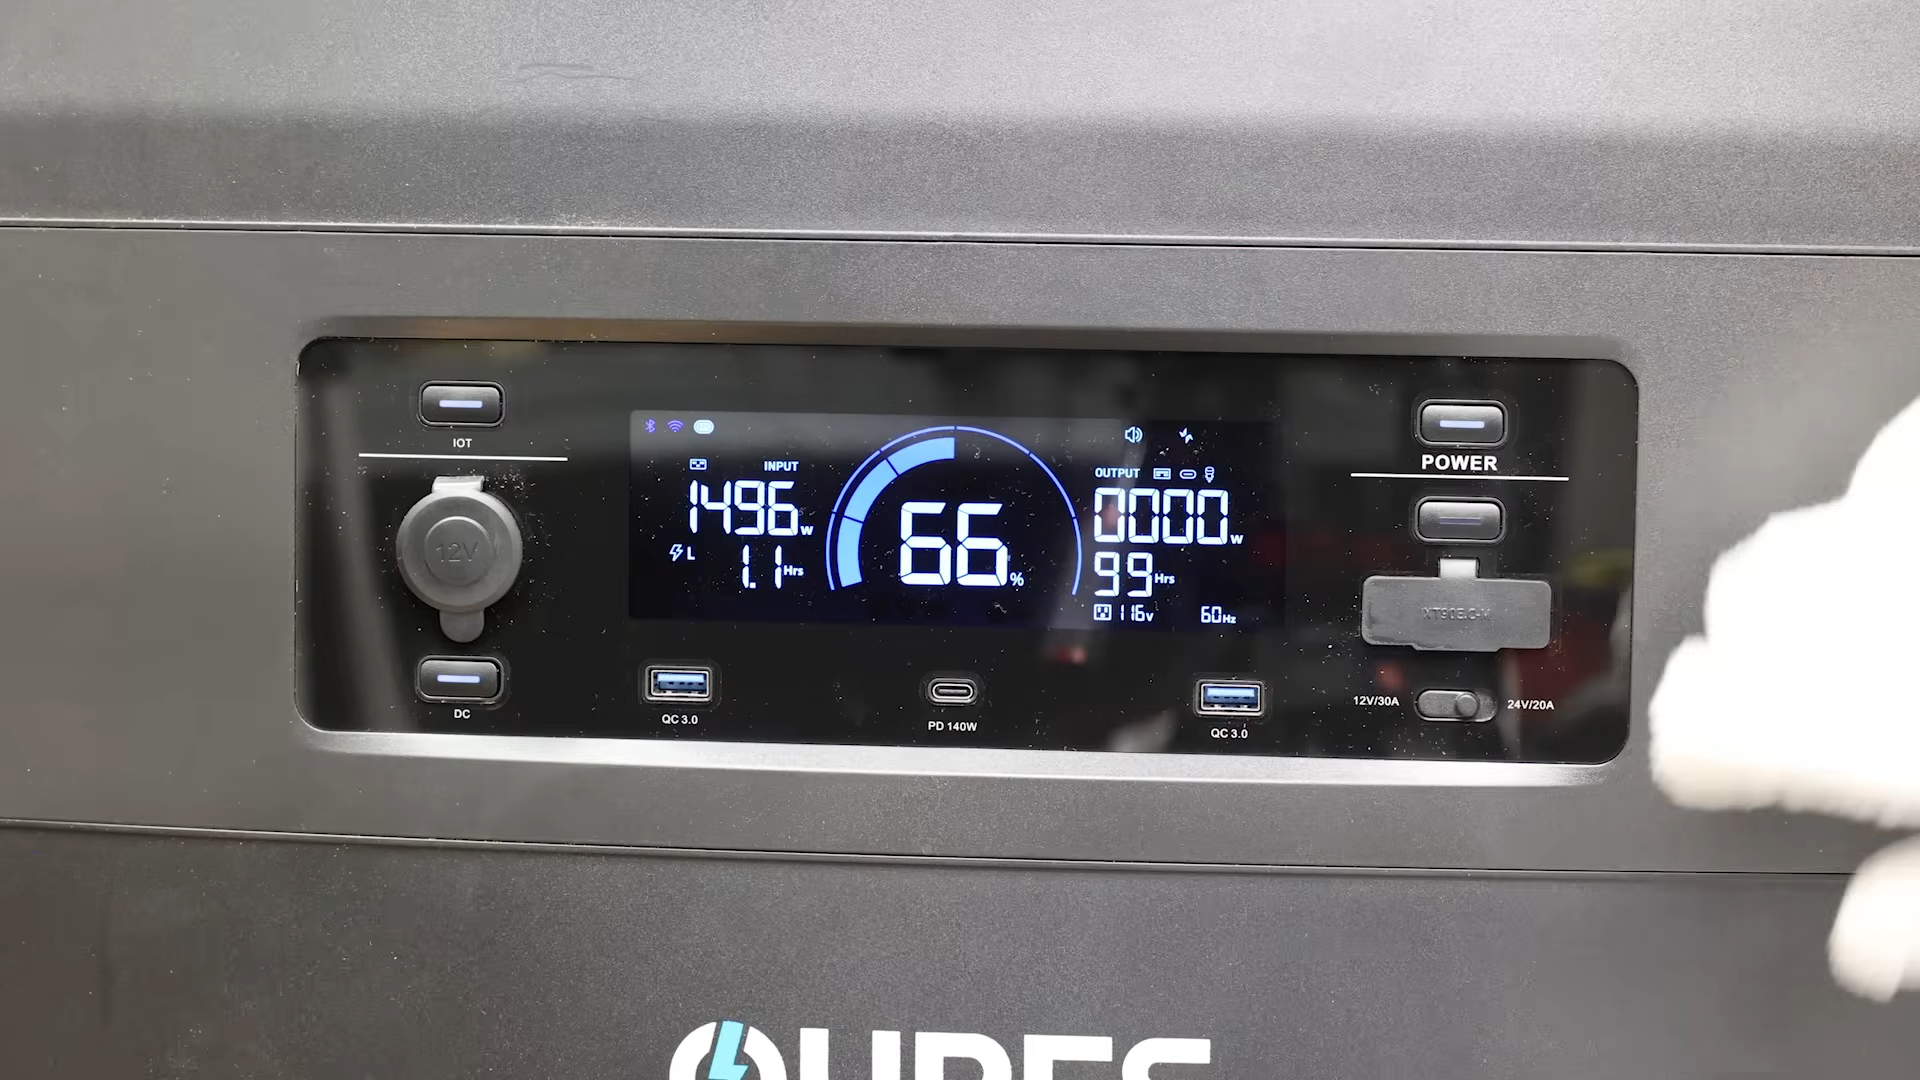 IOT
12V
DC
INPUT
1496W
L
1.1Hrs
66%
OUTPUT
0000W
99Hrs
116V 60Hz
QC 3.0
PD 140W
QC 3.0
POWER
12V/30A
24V/20A